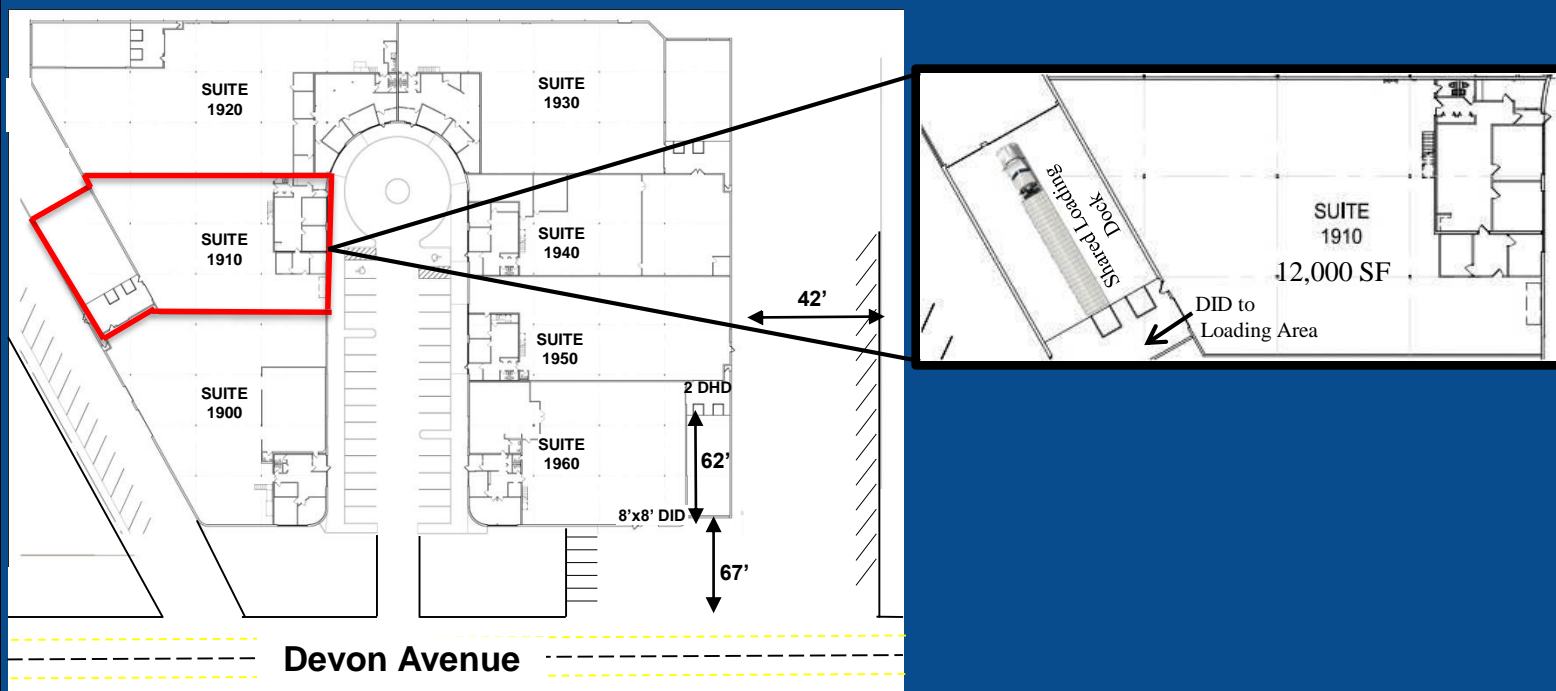 SUITE
1920
SUITE
1930
SUITE
1910
SUITE
1940
SUITE
1900
SUITE
1950
SUITE
1960
2 DHD
62’
8’x8’ DID
67’
42’
Devon Avenue
Shared Loading
Dock
SUITE
1910
12,000 SF
DID to
Loading Area